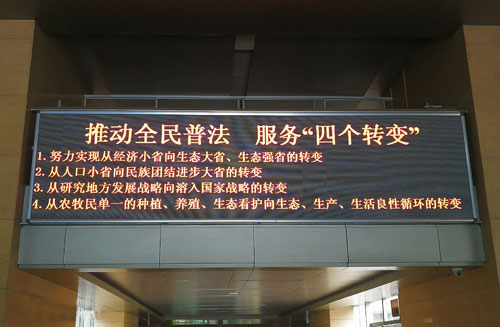 推动全民普法 服务“四个转变”
1. 努力实现从经济小省向生态大省、生态强省的转变
2. 从人口小省向民族团结进步大省的转变
3. 从研究地方发展战略向溶入国家战略的转变
4. 从农牧民单一的种植、养殖、生态看护向生态、生产、生活良性循环的转变